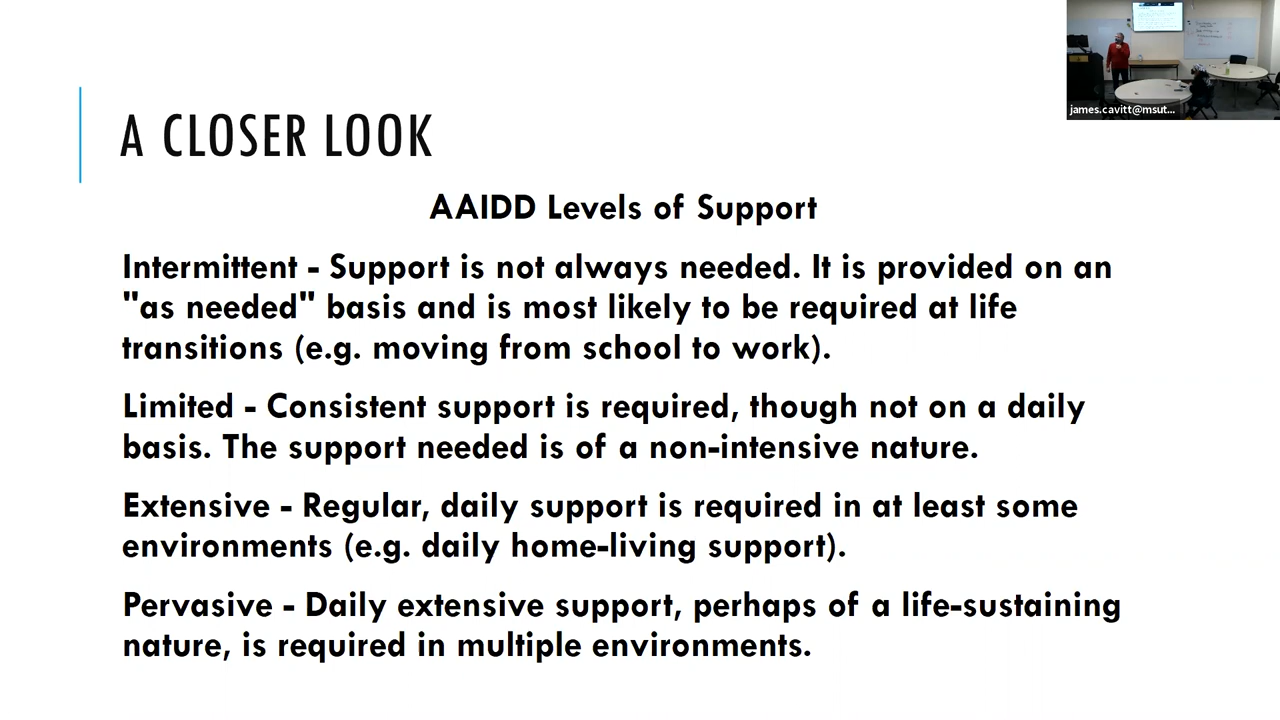 james.cavitt@msut...
A CLOSER LOOK
AAIDD Levels of Support
Intermittent - Support is not always needed. It is provided on an
"as needed" basis and is most likely to be required at life
transitions (e.g. moving from school to work).
Limited - Consistent support is required, though not on a daily
basis. The support needed is of a non-intensive nature.
Extensive - Regular, daily support is required in at least some
environments (e.g. daily home-living support).
Pervasive - Daily extensive support, perhaps of a life-sustaining
nature, is required in multiple environments.